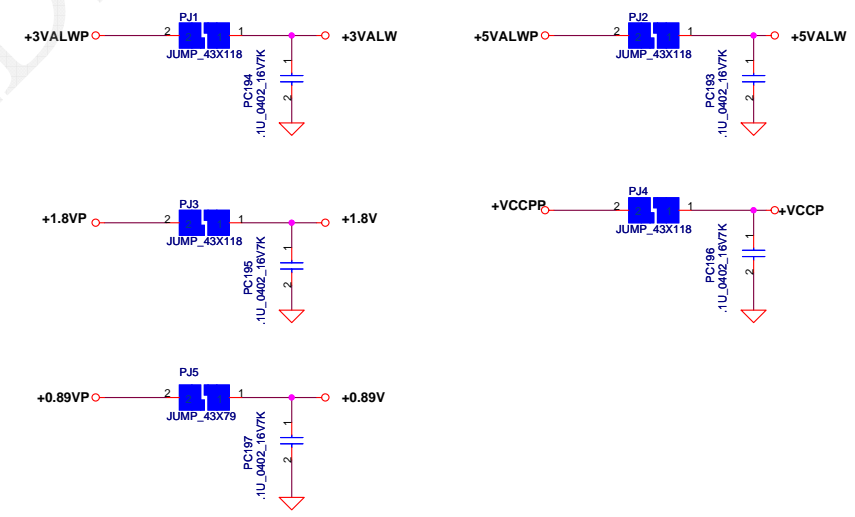 PJ1
+3VALWP
2
2
1
1
+3VALW
JUMP_43X118
1
2
PC194
.1U_0402_16V7K
PJ2
+5VALWP
2
2
1
1
+5VALW
JUMP_43X118
1
2
PC193
.1U_0402_16V7K
PJ3
+1.8VP
2
2
1
1
+1.8V
JUMP_43X118
1
2
PC195
.1U_0402_16V7K
PJ4
+VCCPP
2
2
1
1
+VCCP
JUMP_43X118
1
2
PC196
.1U_0402_16V7K
PJ5
+0.89VP
2
2
1
1
+0.89V
JUMP_43X79
1
2
PC197
.1U_0402_16V7K